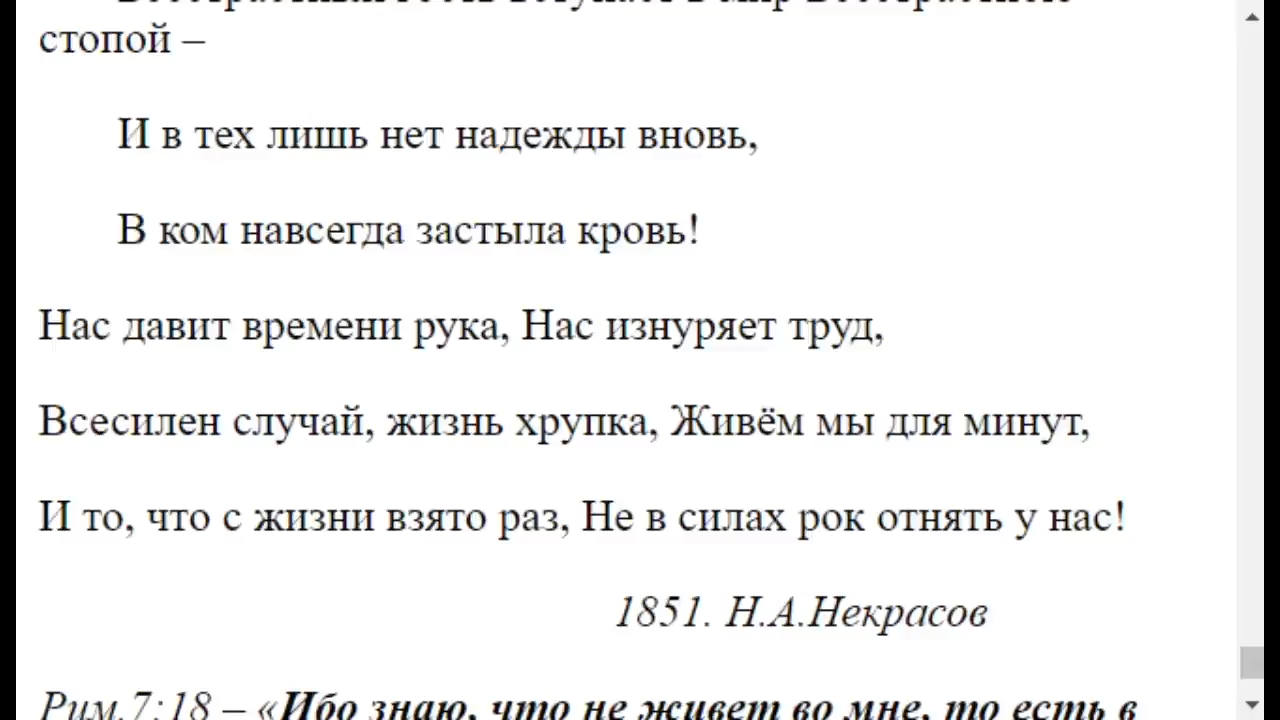 стопой –
И в тех лишь нет надежды вновь,
В ком навсегда застыла кровь!
Нас давит времени рука, Нас изнуряет труд,
Всесилен случай, жизнь хрупка, Живём мы для минут,
И то, что с жизни взято раз, Не в силах рок отнять у нас!
1851. Н.А.Некрасов
Рим.7:18 – «Ибо знаю, что не живет во мне, то есть в